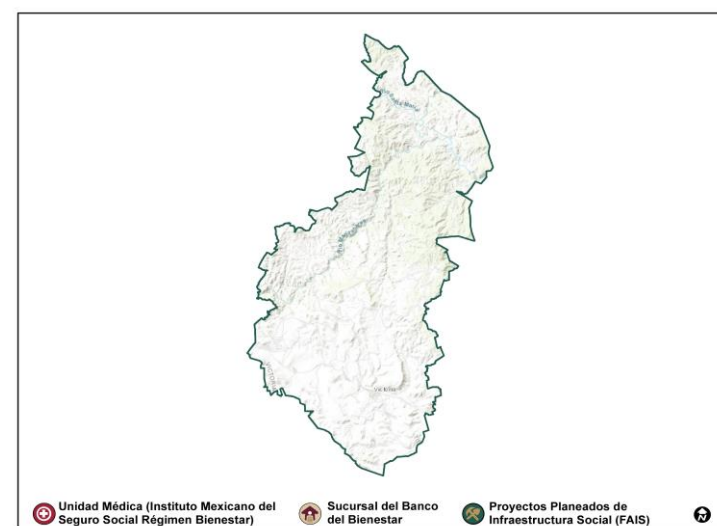 Unidad Médica (Instituto Mexicano del
Seguro Social Régimen Bienestar)
Sucursal del Banco
del Bienestar
Proyectos Planeados de
Infraestructura Social (FAIS)